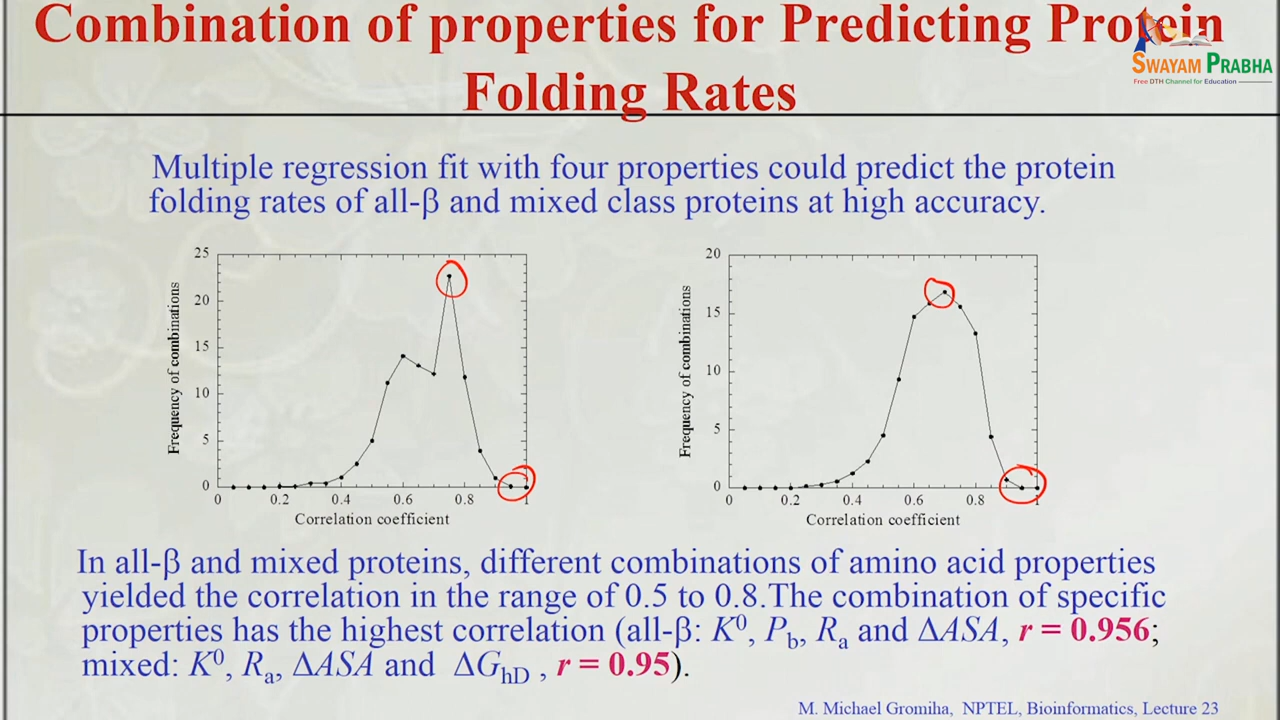 Combination of properties for Predicting Protein
Folding Rates
SWAYAM PRABHA
Free DTH Channel for Education
Multiple regression fit with four properties could predict the protein
folding rates of all-β and mixed class proteins at high accuracy.
25
20
15
10
5
0
Frequency of combinations
0 0.2 0.4 0.6 0.8 1
Correlation coefficient
20
15
10
5
0
Frequency of combinations
0 0.2 0.4 0.6 0.8 1
Correlation coefficient
In all-β and mixed proteins, different combinations of amino acid properties
yielded the correlation in the range of 0.5 to 0.8.The combination of specific
properties has the highest correlation (all-β: K⁰, P_b, R_a and ΔASA, r = 0.956;
mixed: K⁰, R_a, ΔASA and ΔG_hD , r = 0.95).
M. Michael Gromiha, NPTEL, Bioinformatics, Lecture 23